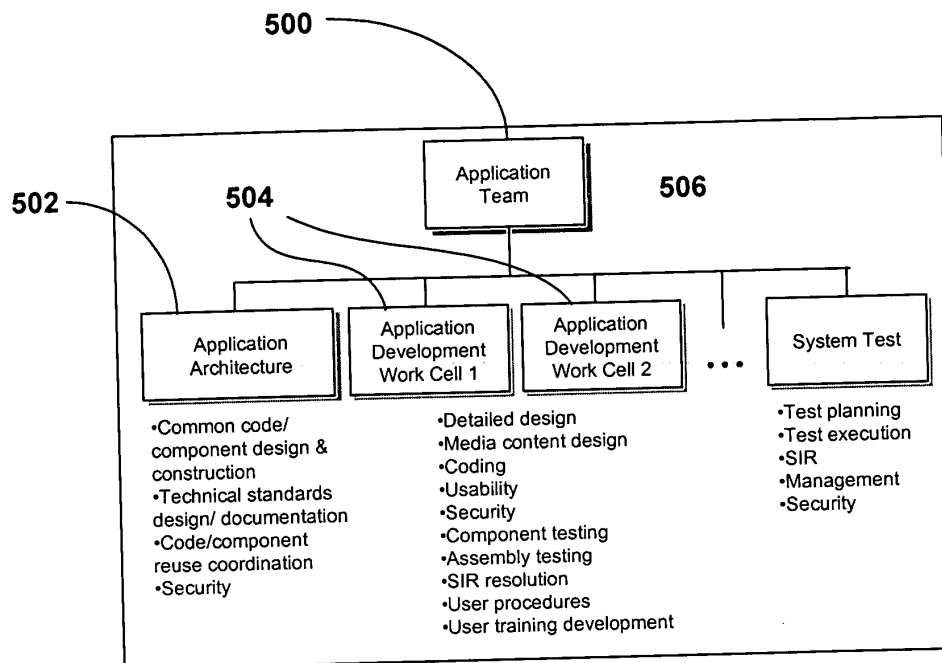 500
Application
Team
506
502
504
Application
Architecture
Application
Development
Work Cell 1
Application
Development
Work Cell 2
...
System Test
•Common code/
component design &
construction
•Technical standards
design/ documentation
•Code/component
reuse coordination
•Security
•Detailed design
•Media content design
•Coding
•Usability
•Security
•Component testing
•Assembly testing
•SIR resolution
•User procedures
•User training development
•Test planning
•Test execution
•SIR
•Management
•Security